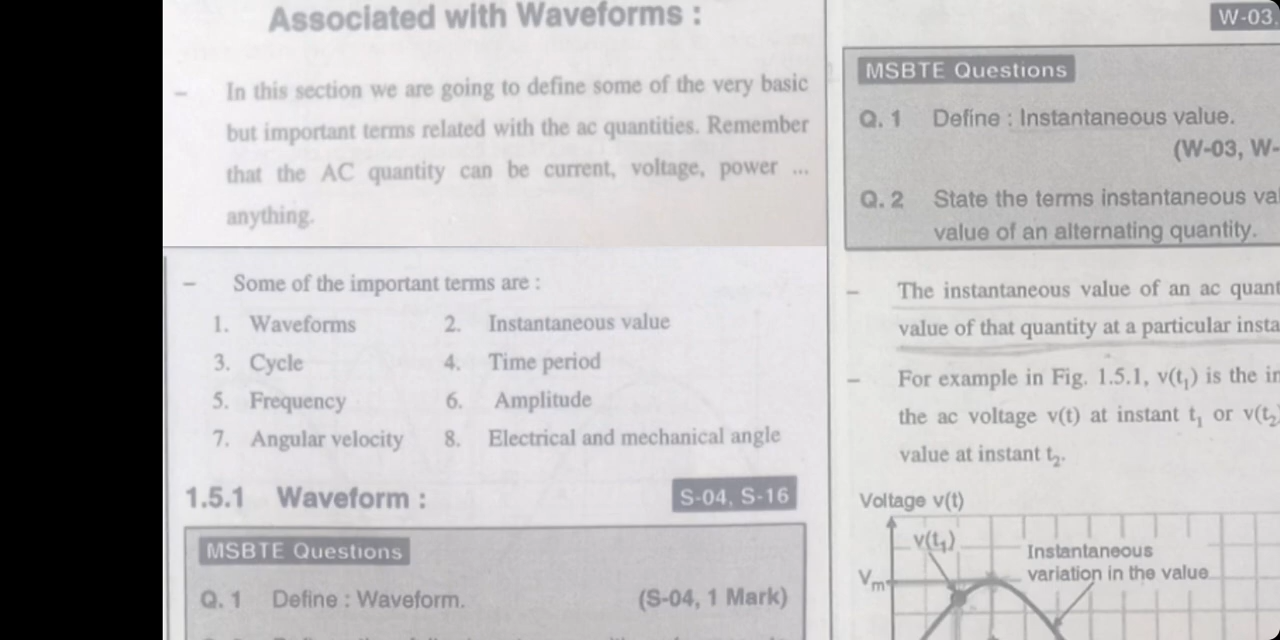 Associated with Waveforms :
– In this section we are going to define some of the very basic
but important terms related with the ac quantities. Remember
that the AC quantity can be current, voltage, power ...
anything.
– Some of the important terms are :
1. Waveforms 2. Instantaneous value
3. Cycle 4. Time period
5. Frequency 6. Amplitude
7. Angular velocity 8. Electrical and mechanical angle
1.5.1 Waveform : S-04, S-16
MSBTE Questions
Q. 1 Define : Waveform. (S-04, 1 Mark)
W-03,
MSBTE Questions
Q. 1 Define : Instantaneous value.
(W-03, W-
Q. 2 State the terms instantaneous
value of an alternating quantity.
– The instantaneous value of an ac
value of that quantity at a particular
– For example in Fig. 1.5.1, v(t₁) is the
the ac voltage v(t) at instant t₁ or v(t₂
value at instant t₂.
Voltage v(t)
v(t₁)
Instantaneous
variation in the value
Vm